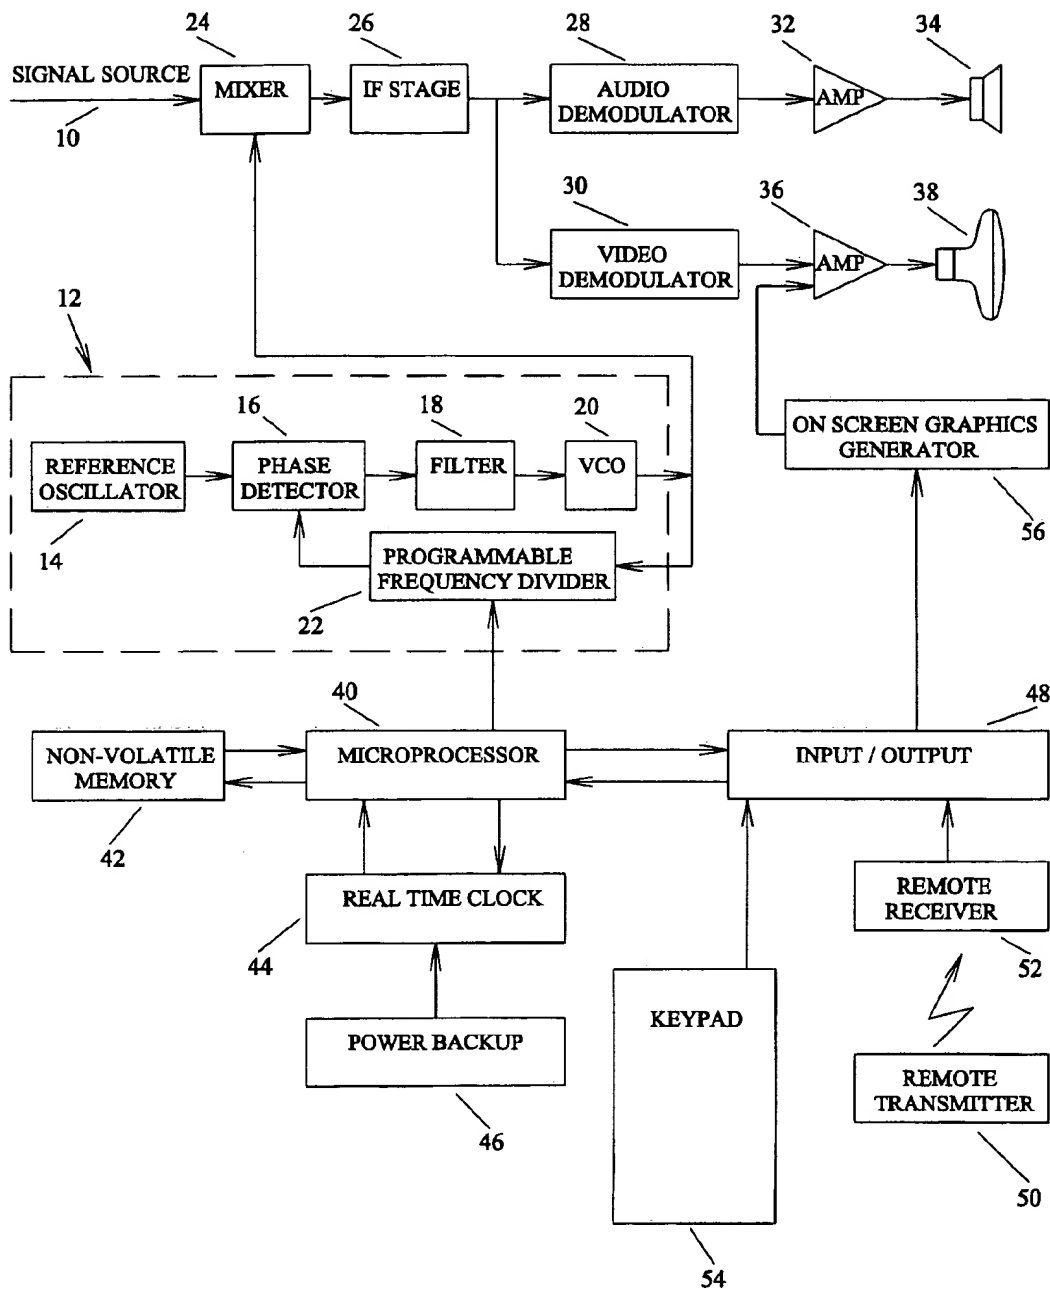 24
26
28
32
34
SIGNAL SOURCE
MIXER
IF STAGE
AUDIO
DEMODULATOR
AMP
10
30
36
38
VIDEO
DEMODULATOR
AMP
12
16
18
20
ON SCREEN GRAPHICS
GENERATOR
REFERENCE
OSCILLATOR
PHASE
DETECTOR
FILTER
VCO
56
14
PROGRAMMABLE
FREQUENCY DIVIDER
22
40
48
NON-VOLATILE
MEMORY
MICROPROCESSOR
INPUT / OUTPUT
42
REAL TIME CLOCK
REMOTE
RECEIVER
44
52
KEYPAD
POWER BACKUP
REMOTE
TRANSMITTER
46
50
54